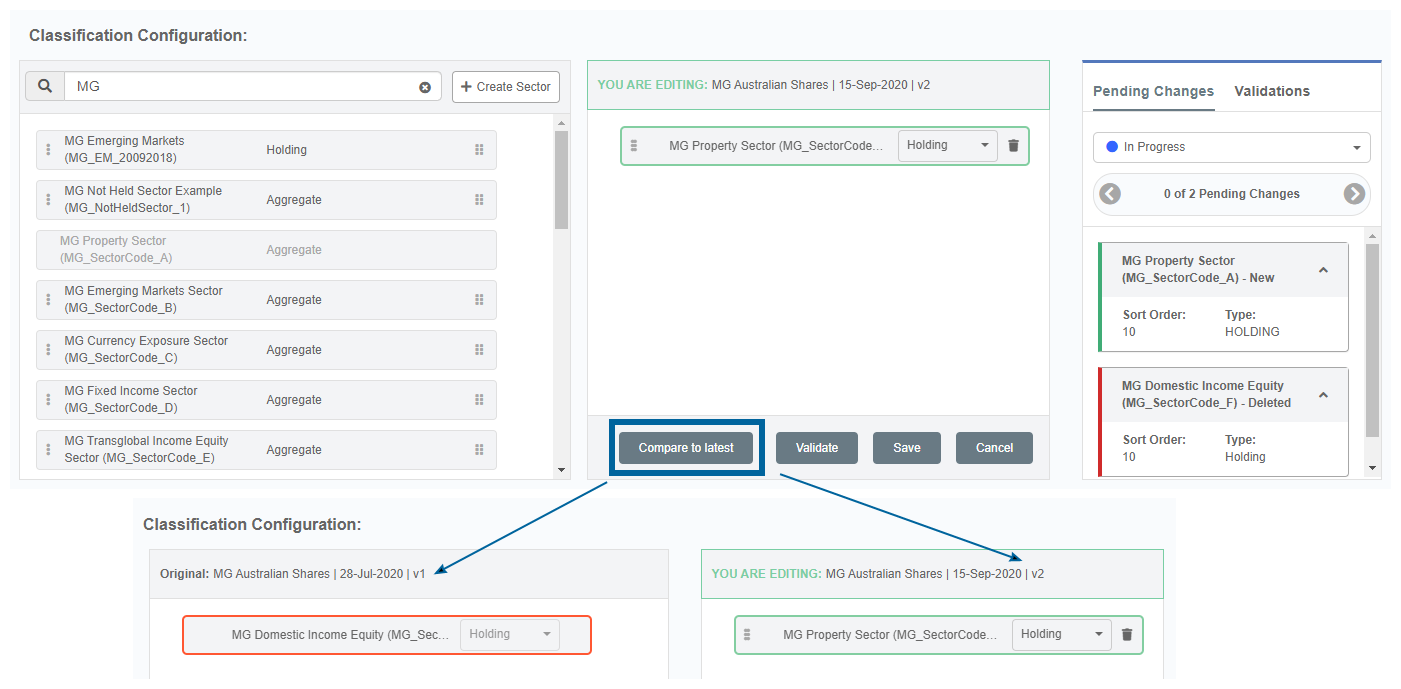 Classification Configuration:
MG
Create Sector
MG Emerging Markets
(MG_EM_20092018)
Holding
MG Not Held Sector Example
(MG_NotHeldSector_1)
Aggregate
MG Property Sector
(MG_SectorCode_A)
Aggregate
MG Emerging Markets Sector
(MG_SectorCode_B)
Aggregate
MG Currency Exposure Sector
(MG_SectorCode_C)
Aggregate
MG Fixed Income Sector
(MG_SectorCode_D)
Aggregate
MG Transglobal Income Equity
Sector (MG_SectorCode_E)
Aggregate
YOU ARE EDITING: MG Australian Shares | 15-Sep-2020 | v2
MG Property Sector (MG_SectorCode...
Holding
Compare to latest
Validate
Save
Cancel
Pending Changes
Validations
In Progress
0 of 2 Pending Changes
MG Property Sector
(MG_SectorCode_A) - New
Sort Order: Type:
10 HOLDING
MG Domestic Income Equity
(MG_SectorCode_F) - Deleted
Sort Order: Type:
10 Holding
Classification Configuration:
Original: MG Australian Shares | 28-Jul-2020 | v1
MG Domestic Income Equity (MG_Sec...
Holding
YOU ARE EDITING: MG Australian Shares | 15-Sep-2020 | v2
MG Property Sector (MG_SectorCode...
Holding